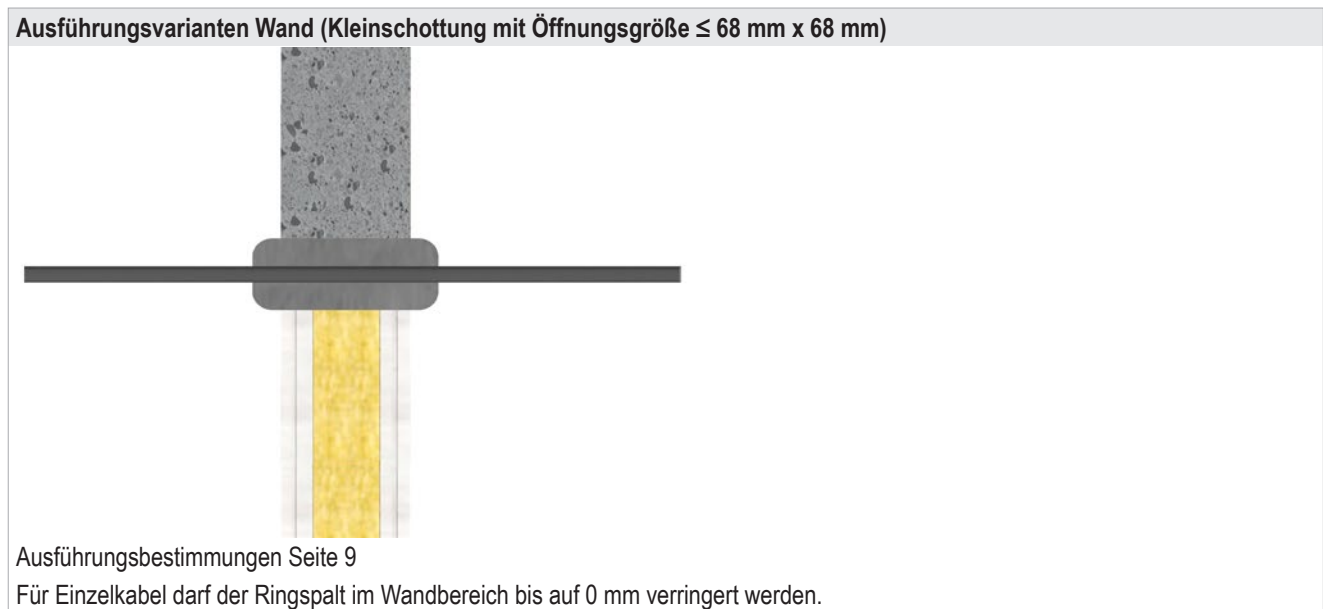 Ausführungsvarianten Wand (Kleinschottung mit Öffnungsgröße ≤ 68 mm x 68 mm)
Ausführungsbestimmungen Seite 9
Für Einzelkabel darf der Ringspalt im Wandbereich bis auf 0 mm verringert werden.